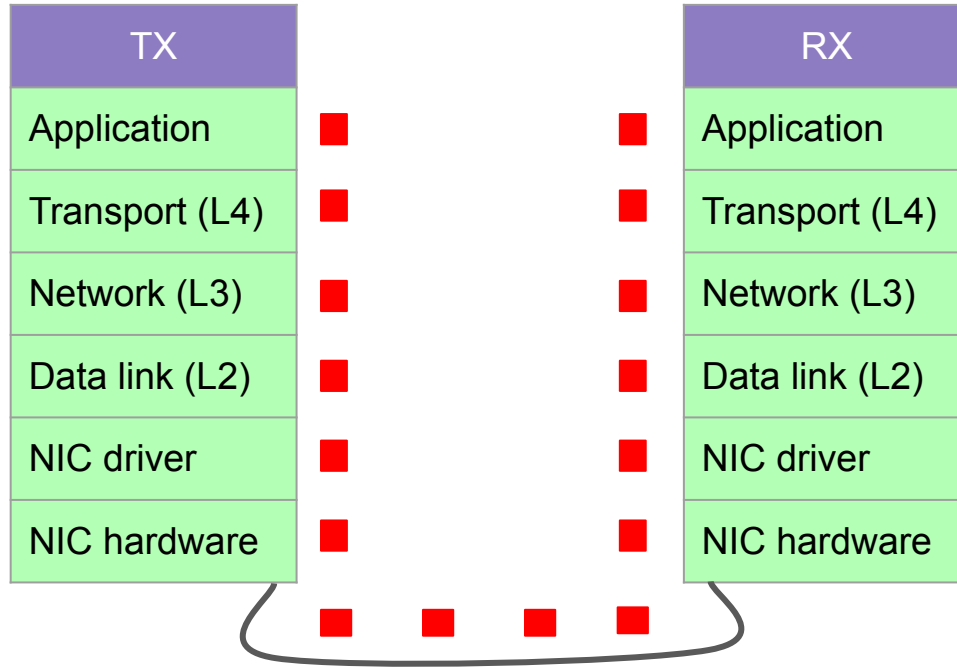 TX
Application
Transport (L4)
Network (L3)
Data link (L2)
NIC driver
NIC hardware
RX
Application
Transport (L4)
Network (L3)
Data link (L2)
NIC driver
NIC hardware